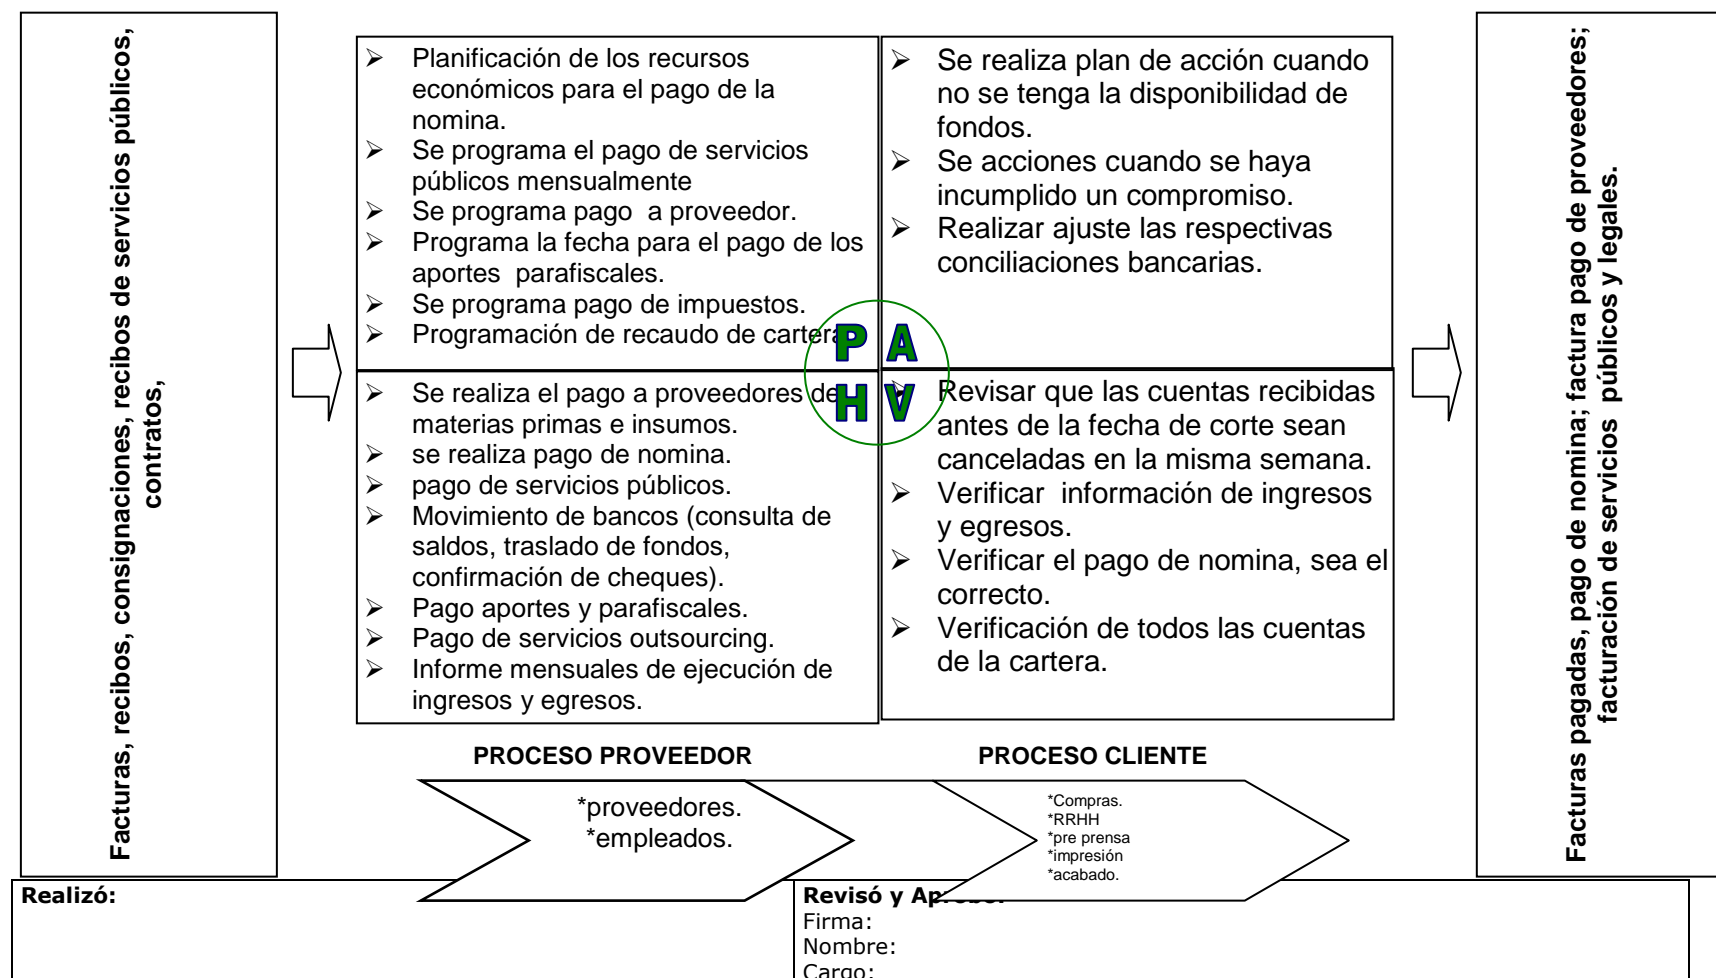 Facturas, recibos, consignaciones, recibos de servicios públicos,
contratos,
➢ Planificación de los recursos
económicos para el pago de la
nomina.
➢ Se programa el pago de servicios
públicos mensualmente
➢ Se programa pago  a proveedor.
➢ Programa la fecha para el pago de los
aportes  parafiscales.
➢ Se programa pago de impuestos.
➢ Programación de recaudo de cartera
➢ Se realiza plan de acción cuando
no se tenga la disponibilidad de
fondos.
➢ Se acciones cuando se haya
incumplido un compromiso.
➢ Realizar ajuste las respectivas
conciliaciones bancarias.
P A
H V
➢ Se realiza el pago a proveedores de
materias primas e insumos.
➢ se realiza pago de nomina.
➢ pago de servicios públicos.
➢ Movimiento de bancos (consulta de
saldos, traslado de fondos,
confirmación de cheques).
➢ Pago aportes y parafiscales.
➢ Pago de servicios outsourcing.
➢ Informe mensuales de ejecución de
ingresos y egresos.
➢ Revisar que las cuentas recibidas
antes de la fecha de corte sean
canceladas en la misma semana.
➢ Verificar  información de ingresos
y egresos.
➢ Verificar el pago de nomina, sea el
correcto.
➢ Verificación de todos las cuentas
de la cartera.
Facturas pagadas, pago de nomina; factura pago de proveedores;
facturación de servicios  públicos y legales.
PROCESO PROVEEDOR
*proveedores.
*empleados.
PROCESO CLIENTE
*Compras.
*RRHH
*pre prensa
*impresión
*acabado.
Realizó:
Revisó y Aprobó:
Firma:
Nombre:
Cargo: